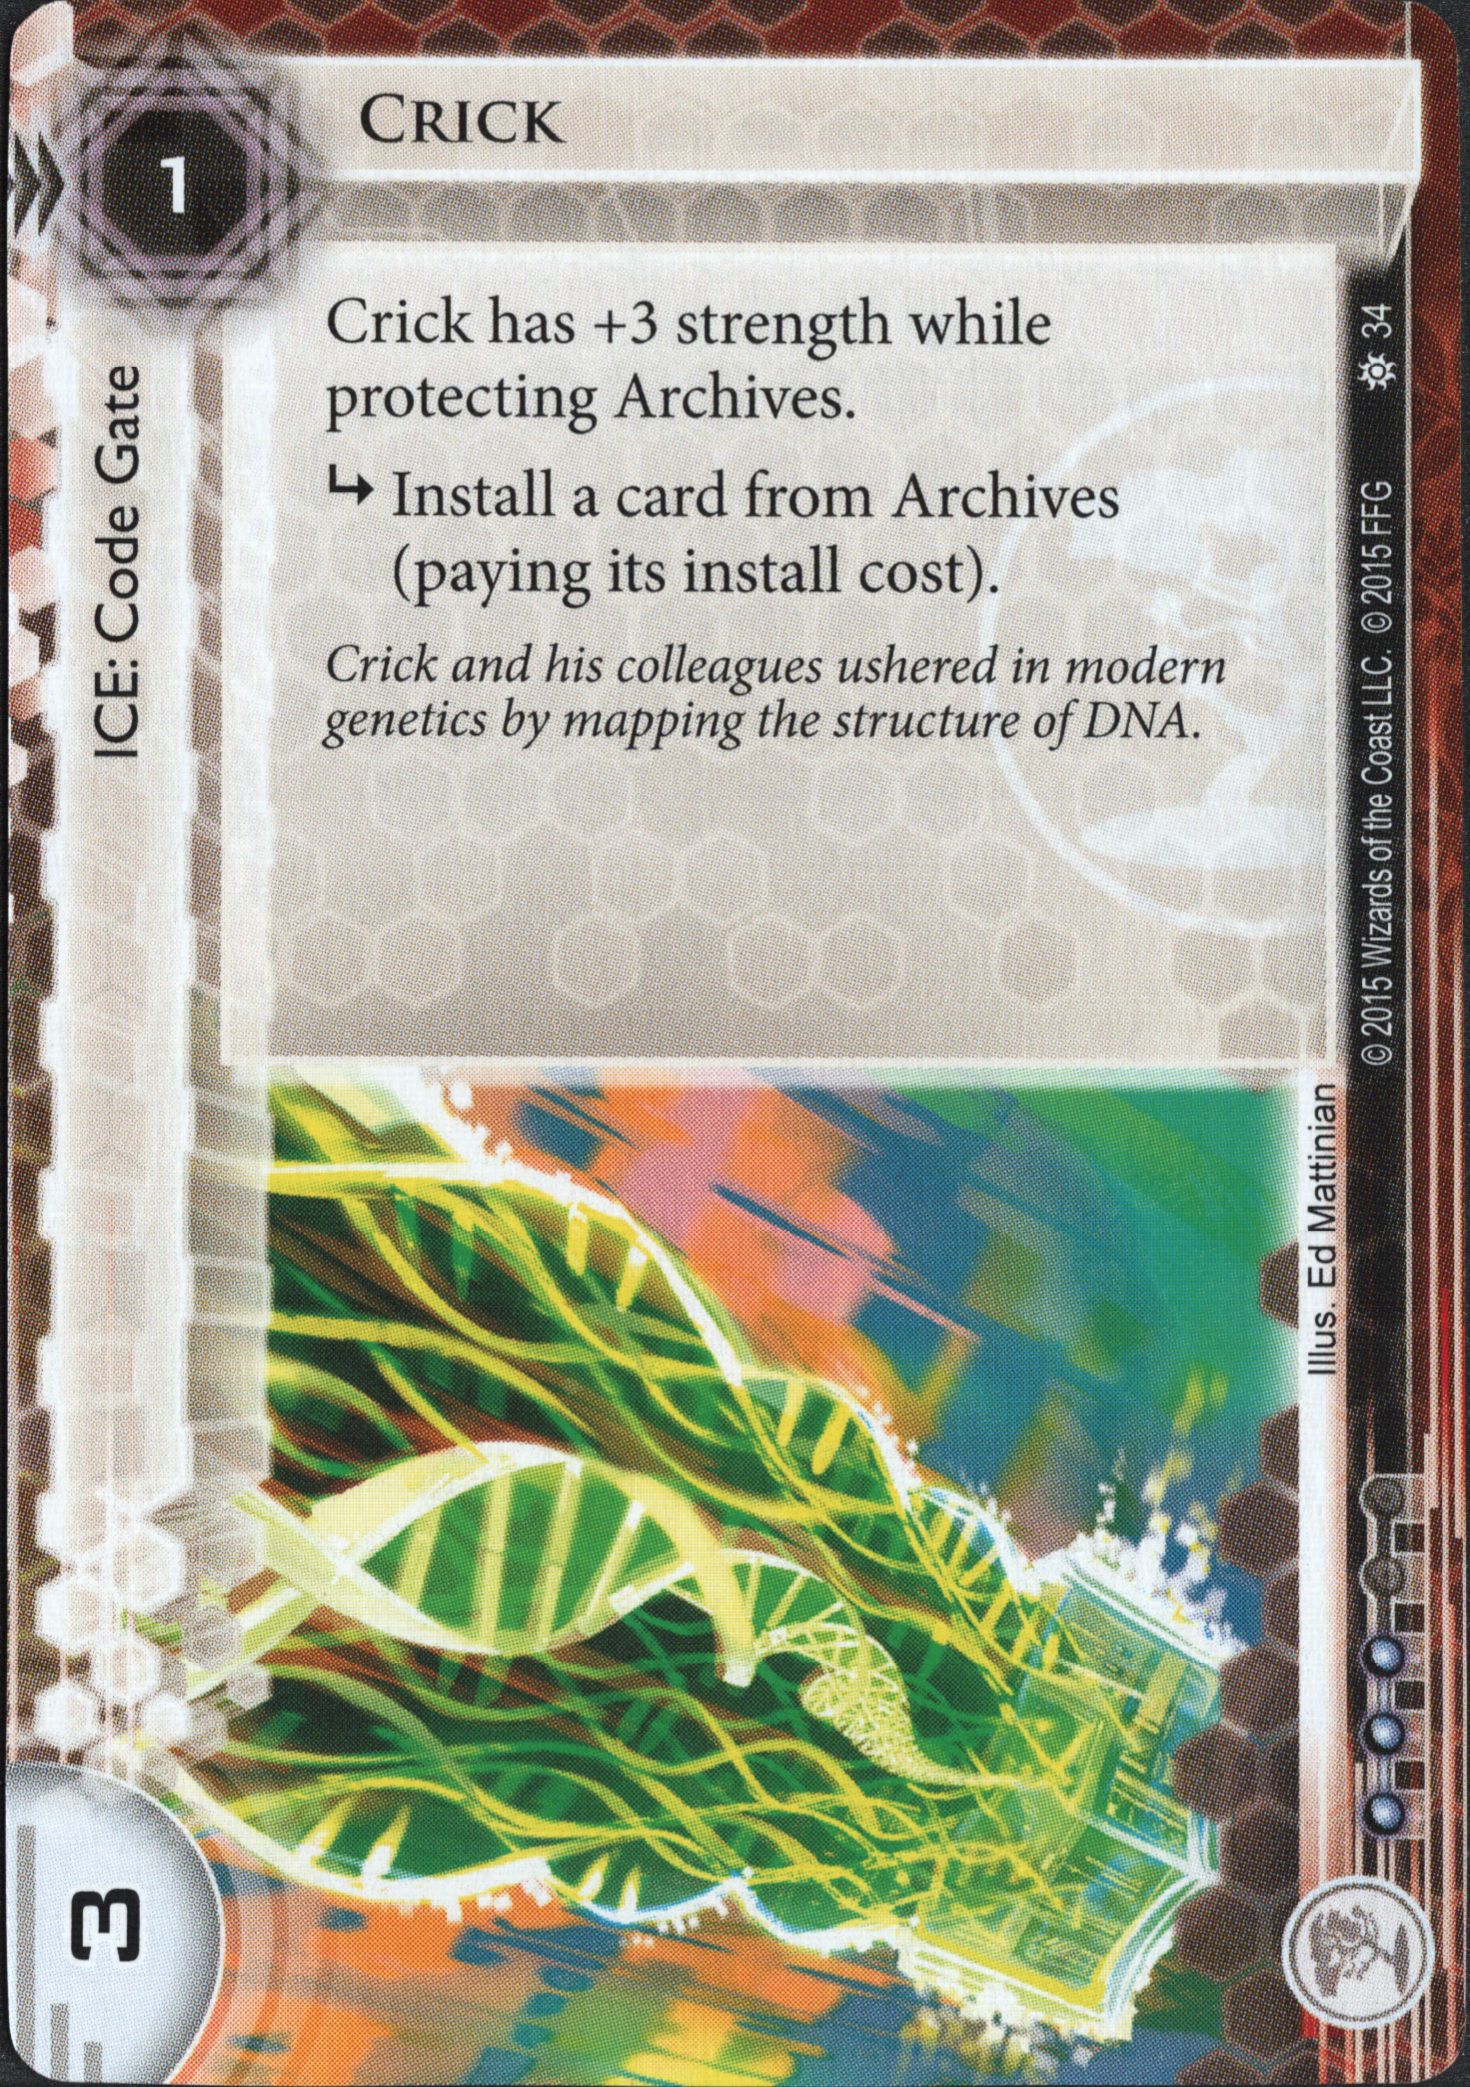 1
CRICK
ICE: Code Gate
Crick has +3 strength while
protecting Archives.
Install a card from Archives
(paying its install cost).
Crick and his colleagues ushered in modern
genetics by mapping the structure of DNA.
3
Illus. Ed Mattinian
© 2015 Wizards of the Coast LLC. © 2015 FFG 34